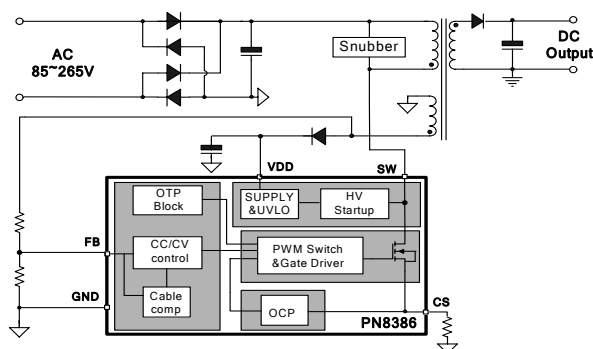 AC
85~265V
Snubber
DC
Output
VDD
SW
OTP
Block
SUPPLY
&UVLO
HV
Startup
FB
CC/CV
control
PWM Switch
&Gate Driver
Cable
comp
GND
OCP
CS
PN8386